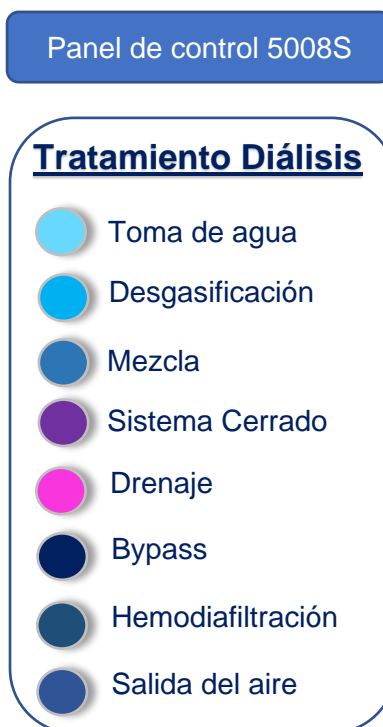 Panel de control 5008S
Tratamiento Diálisis
Toma de agua
Desgasificación
Mezcla
Sistema Cerrado
Drenaje
Bypass
Hemodiafiltración
Salida del aire